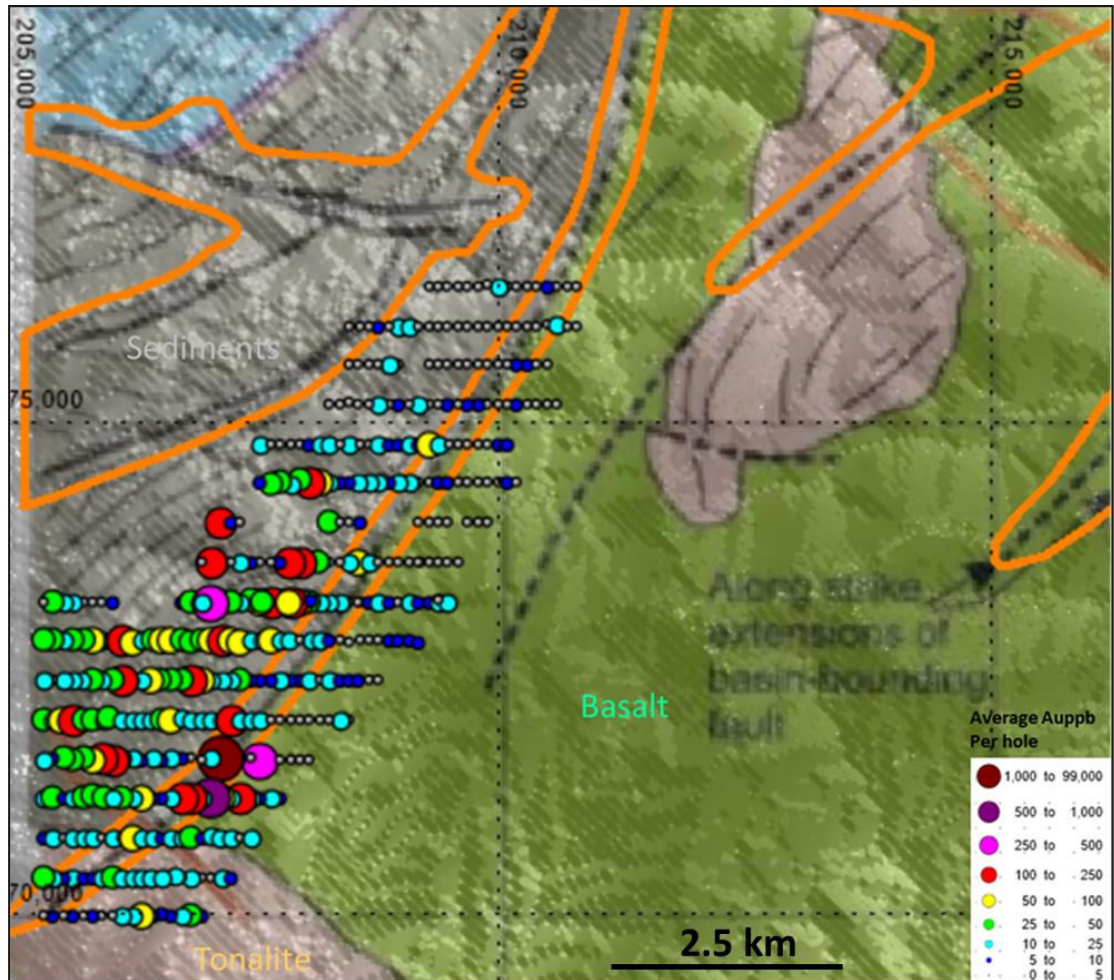 205,000
210,000
215,000
Sediments
75,000
Along strike
extensions of
basin-bounding
fault
Basalt
Average Auppb
Per hole
1,000 to 99,000
500 to 1,000
250 to 500
100 to 250
50 to 100
25 to 50
10 to 25
5 to 10
0 to 5
70,000
2.5 km
Tonalite